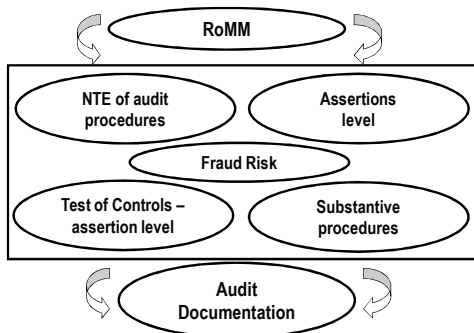 RoMM
NTE of audit
procedures
Assertions
level
Fraud Risk
Test of Controls –
assertion level
Substantive
procedures
Audit
Documentation